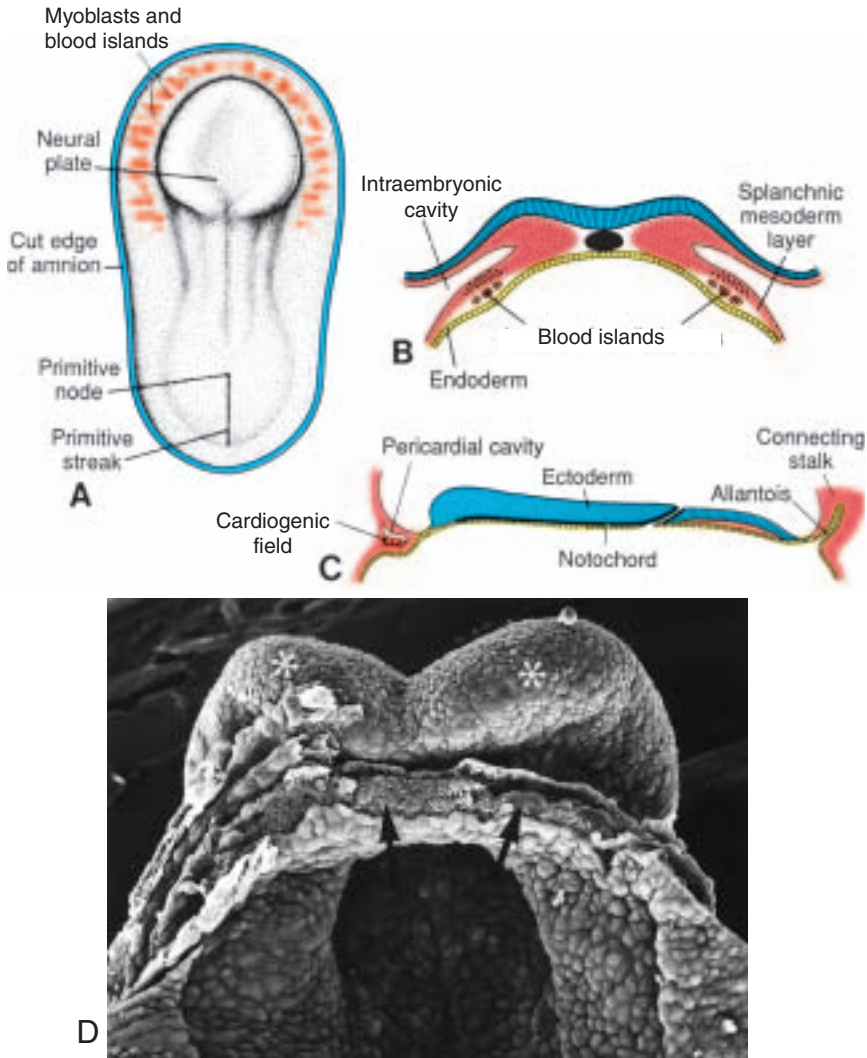 Myoblasts and
blood islands
Neural
plate
Cut edge
of amnion
Primitive
node
Primitive
streak
A
Intraembryonic
cavity
Splanchnic
mesoderm
layer
Blood islands
B
Endoderm
Pericardial cavity
Ectoderm
Connecting
stalk
Allantois
Cardiogenic
field
C
Notochord
*
*
D